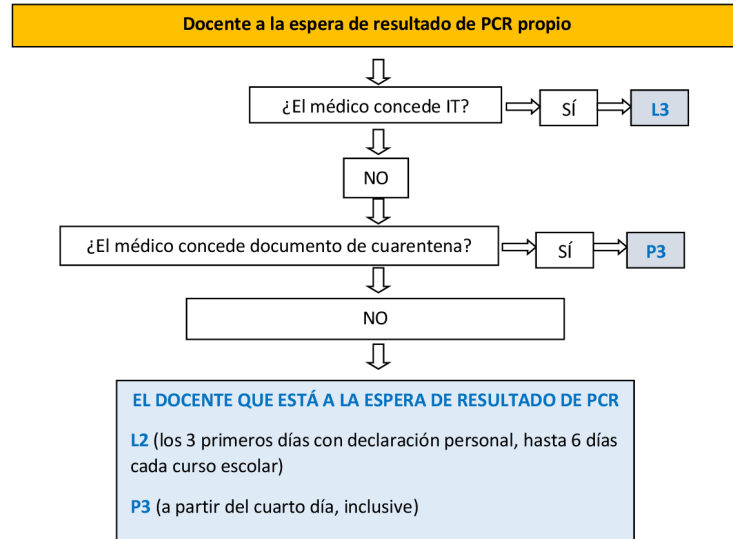 Docente a la espera de resultado de PCR propio
¿El médico concede IT?
SÍ
L3
NO
¿El médico concede documento de cuarentena?
SÍ
P3
NO
EL DOCENTE QUE ESTÁ A LA ESPERA DE RESULTADO DE PCR
L2 (los 3 primeros días con declaración personal, hasta 6 días
cada curso escolar)
P3 (a partir del cuarto día, inclusive)